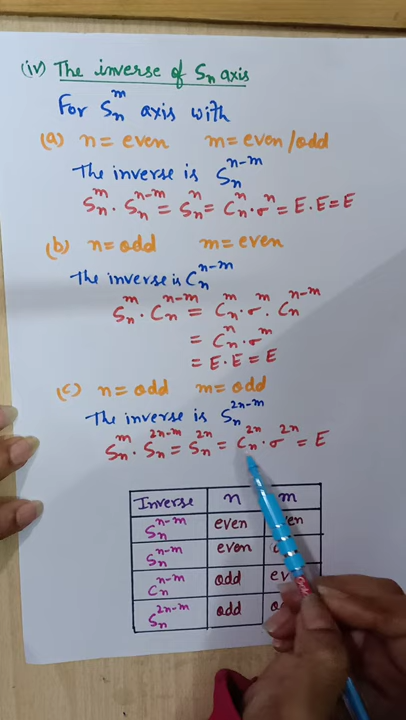 (iv) The inverse of Sn axis
For Sn^m axis with
(a) n = even m = even/odd
The inverse is Sn^n-m
Sn^m · Sn^n-m = Sn^n = Cn^n · σ^n = E · E = E
(b) n = odd m = even
The inverse is Cn^n-m
Sn^m · Cn^n-m = Cn^m · σ^m · Cn^n-m
= Cn^n · σ^m
= E · E = E
(c) n = odd m = odd
The inverse is Sn^2n-m
Sn^m · Sn^2n-m = Sn^2n = Cn^2n · σ^2n = E
Inverse n m
Sn^n-m even
Sn^n-m even
Cn^n-m odd
Sn^2n-m odd